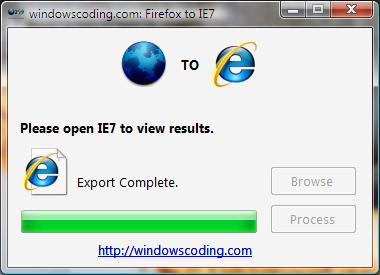 windowscoding.com: Firefox to IE7
TO
Please open IE7 to view results.
Export Complete.
Browse
Process
http://windowscoding.com